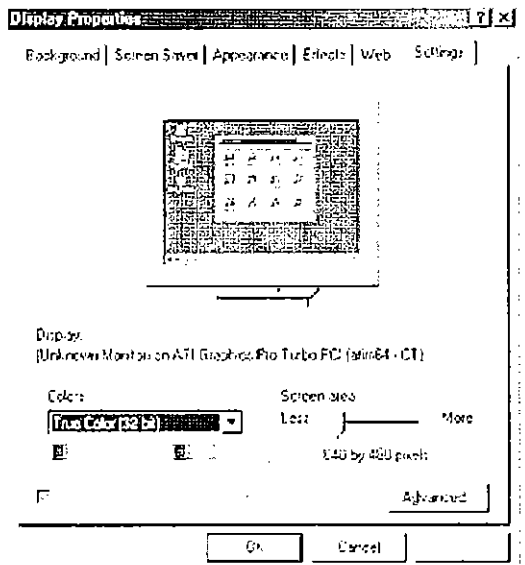 Display Properties
Background Screen Saver Appearance Effects Web Settings
Display:
(Unknown Monitor) on ATI Graphics Pro Turbo PCI (atim64 - CT)
Colors Screen area
True Color (32 bit) Less More
640 by 480 pixels
Advanced
OK Cancel